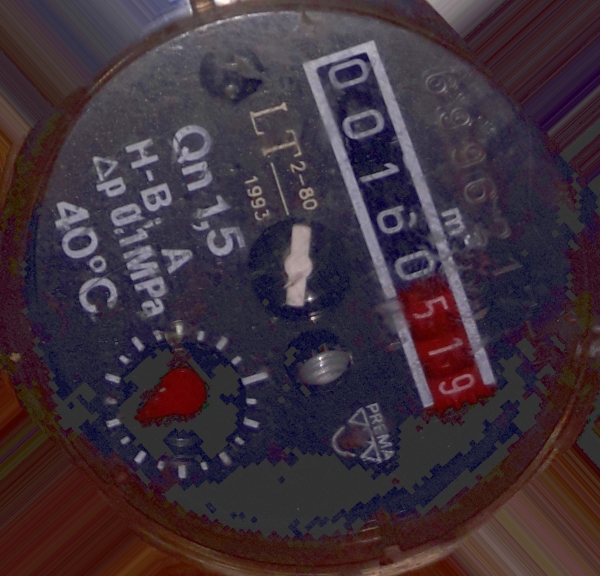 00160519
m³
LT 2-80
1993
Qn 1,5
H-B, A
Δp 0,1MPa
40°C
PREMA